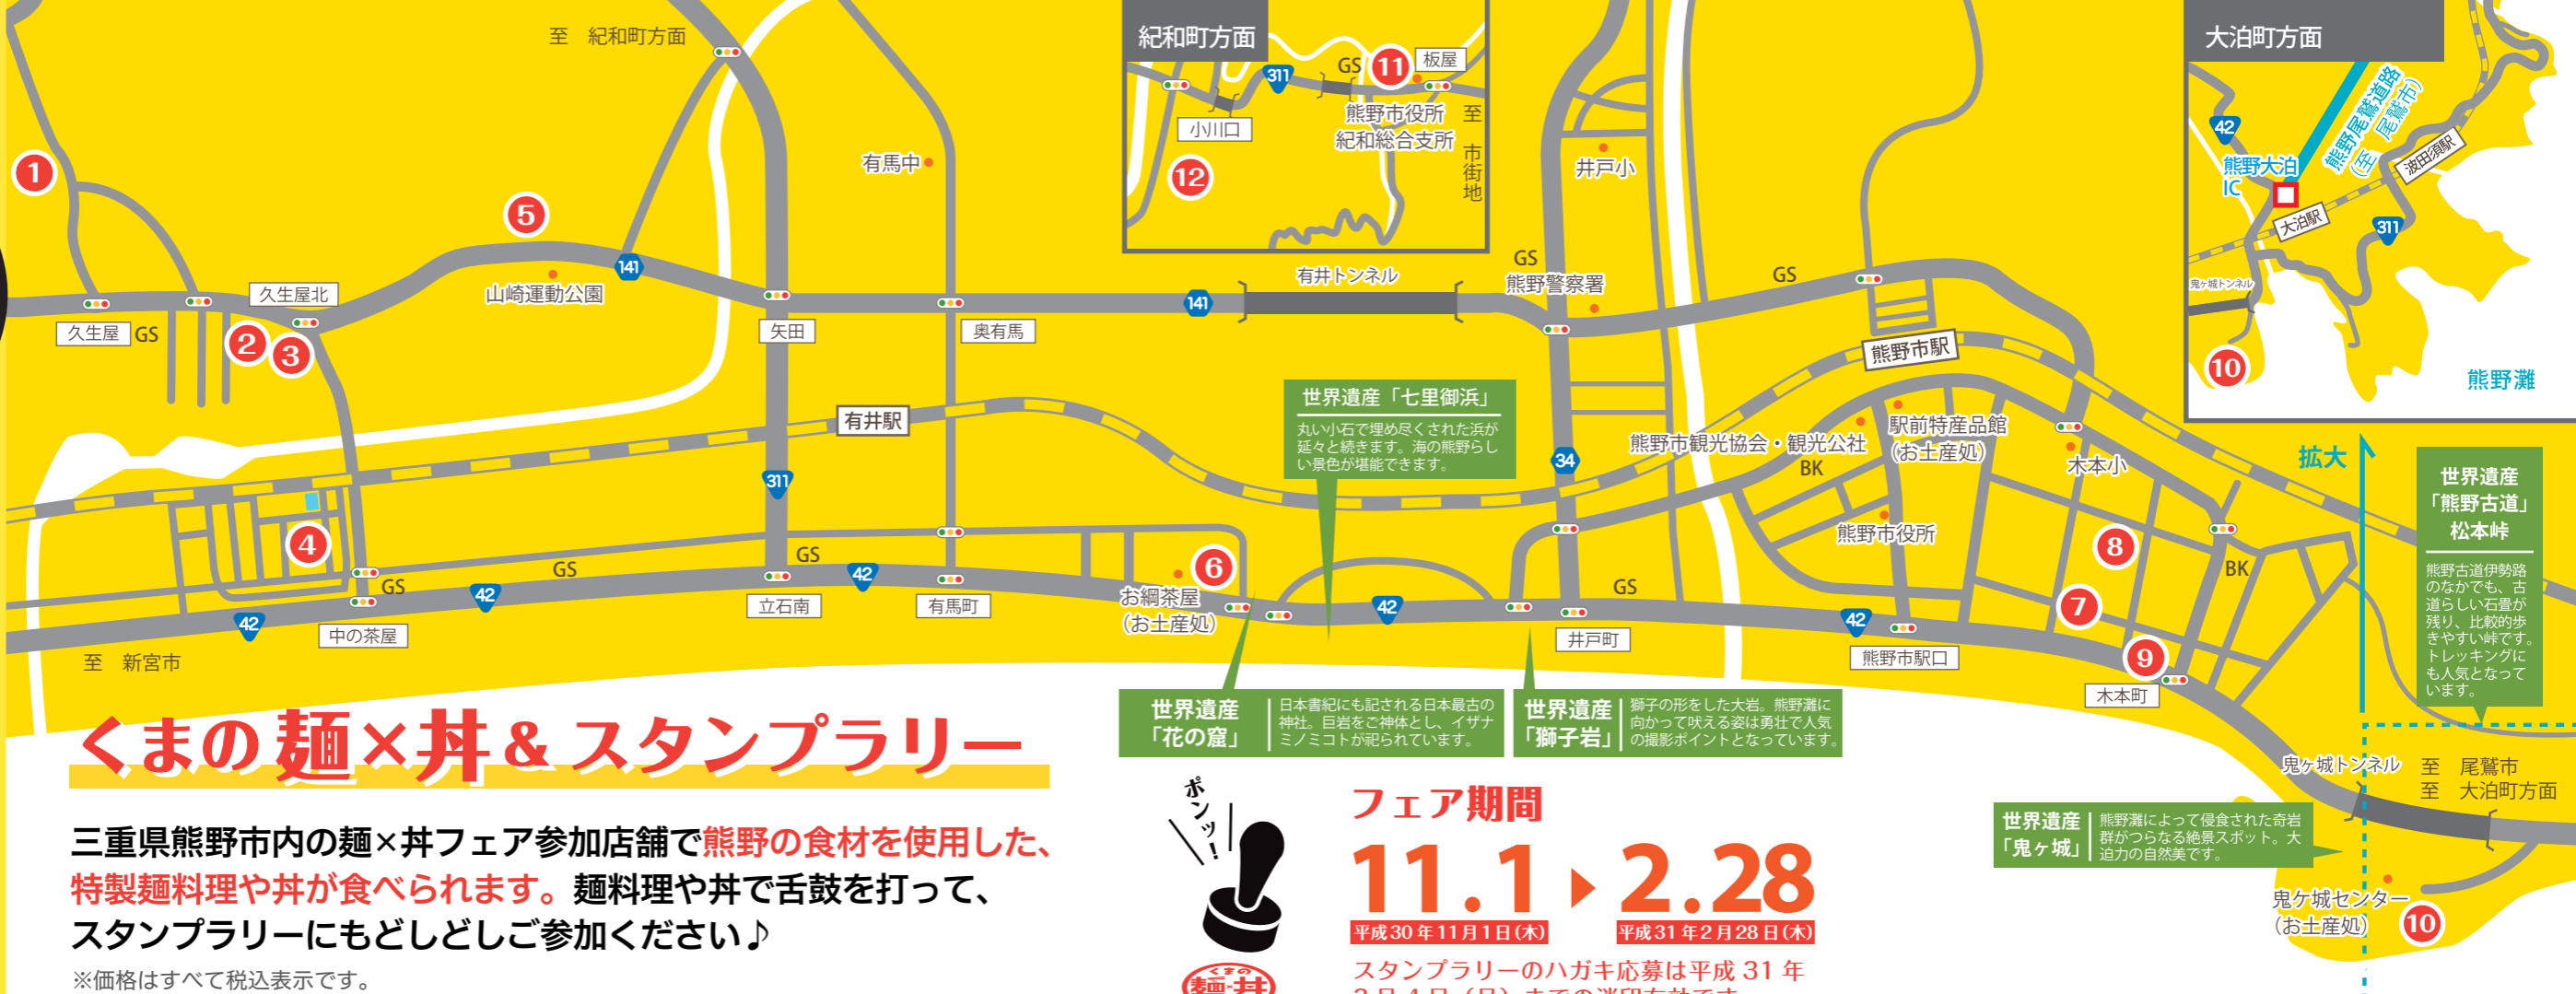 至 紀和町方面
紀和町方面
GS
11
板屋
311
小川口
熊野市役所
紀和総合支所
至 市街地
12
大泊町方面
42
熊野尾鷲道路
(至 尾鷲市)
熊野大泊
IC
波田須駅
大泊駅
311
鬼ヶ城トンネル
10
熊野灘
1
5
有馬中
井戸小
141
久生屋北
山崎運動公園
久生屋
GS
2
3
矢田
奥有馬
141
有井トンネル
GS
熊野警察署
GS
熊野市駅
有井駅
世界遺産「七里御浜」
丸い小石で埋め尽くされた浜が
延々と続きます。海の熊野らし
い景色が堪能できます。
34
熊野市観光協会・観光公社
BK
駅前特産品館
(お土産処)
木本小
拡大
世界遺産
「熊野古道」
松本峠
熊野古道伊勢路
のなかでも、古
道らしい石畳が
残り、比較的歩
きやすい峠です。
トレッキングに
も人気となって
います。
311
4
GS
GS
GS
42
42
42
6
お綱茶屋
(お土産処)
42
GS
42
熊野市役所
8
7
BK
9
中の茶屋
立石南
有馬町
井戸町
熊野市駅口
木本町
至 新宮市
世界遺産
「花の窟」
日本書紀にも記される日本最古の
神社。巨岩をご神体とし、イザナ
ミノミコトが祀られています。
世界遺産
「獅子岩」
獅子の形をした大岩。熊野灘に
向かって吠える姿は勇壮で人気
の撮影ポイントとなっています。
鬼ヶ城トンネル
至 尾鷲市
至 大泊町方面
世界遺産
「鬼ヶ城」
熊野灘によって侵食された奇岩
群がつらなる絶景スポット。大
迫力の自然美です。
鬼ケ城センター
(お土産処)
10
くまの 麺×丼 & スタンプラリー
三重県熊野市内の麺×丼フェア参加店舗で熊野の食材を使用した、
特製麺料理や丼が食べられます。麺料理や丼で舌鼓を打って、
スタンプラリーにもどしどしご参加ください♪
※価格はすべて税込表示です。
ポンッ!
くまの
麺×丼
フェア期間
11.1 ▶ 2.28
平成30年11月1日(木)
平成31年2月28日(木)
スタンプラリーのハガキ応募は平成 31 年
3月4日(月)までの消印有効です